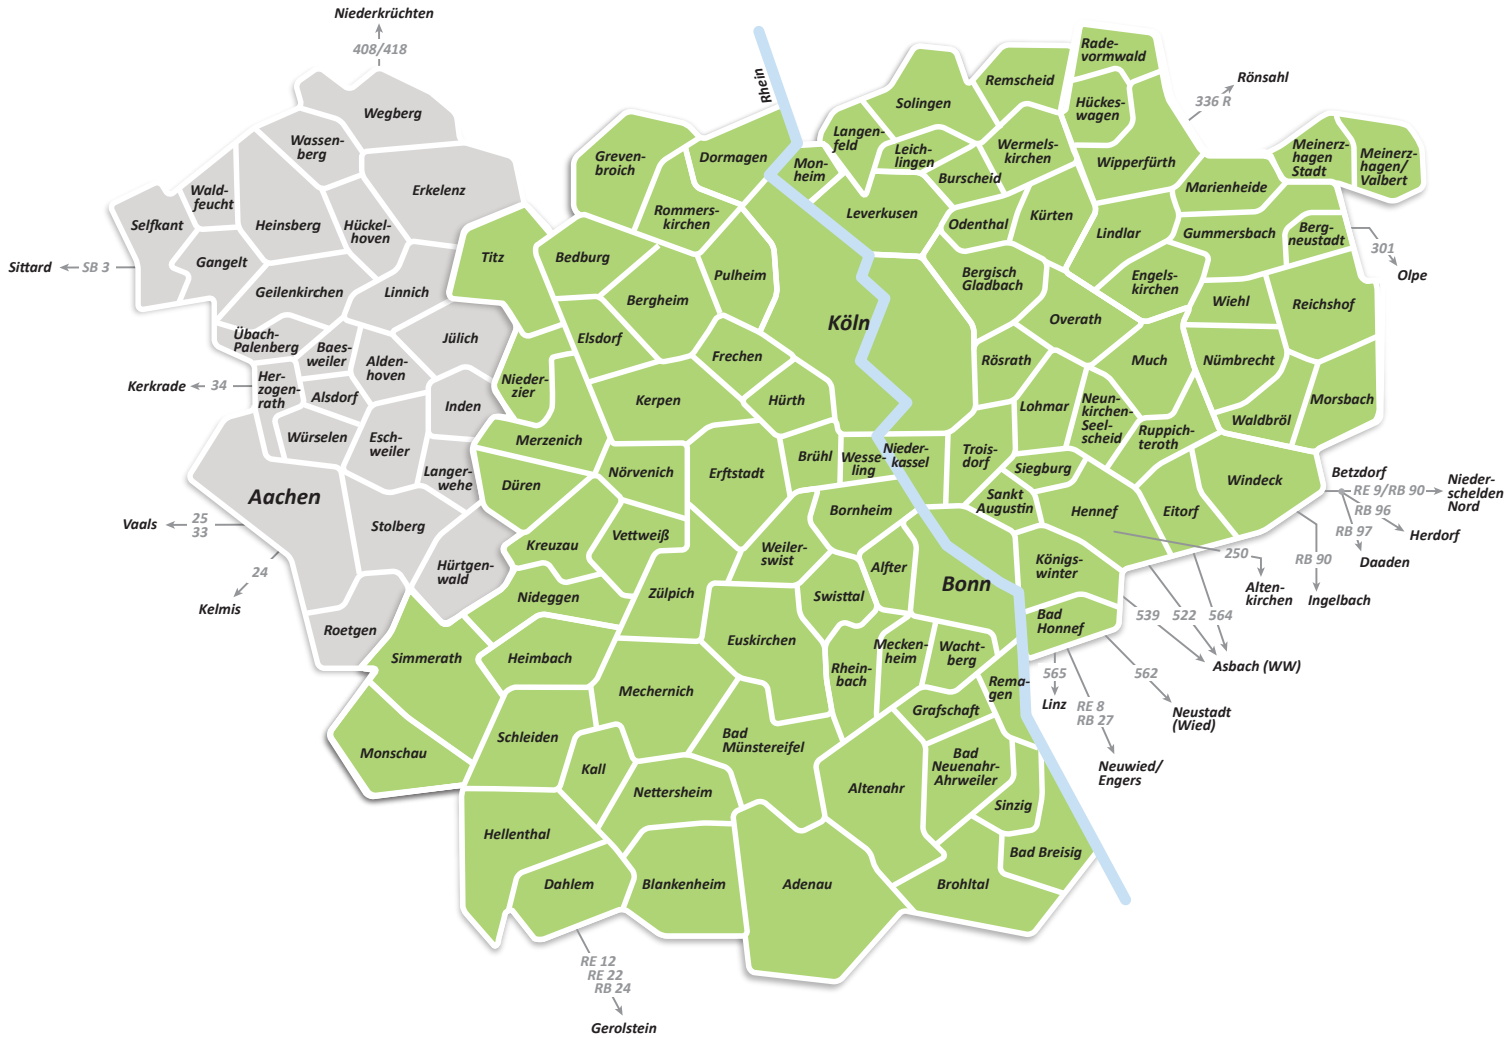 Niederkrüchten
408/418
Wegberg
Wassen-
berg
Erkelenz
Wald-
feucht
Selfkant
Heinsberg
Hückel-
hoven
Gangelt
Sittard
SB 3
Geilenkirchen
Linnich
Übach-
Palenberg
Baes-
weiler
Jülich
Alden-
hoven
Her-
zogen-
rath
Kerkrade
34
Alsdorf
Inden
Würselen
Esch-
weiler
Langer-
wehe
Aachen
Stolberg
Vaals
25
33
Hürtgen-
wald
24
Kelmis
Roetgen
Rhein
Titz
Greven-
broich
Dormagen
Rommers-
kirchen
Bedburg
Bergheim
Pulheim
Elsdorf
Frechen
Nieder-
zier
Kerpen
Hürth
Merzenich
Nörvenich
Erftstadt
Brühl
Wesse-
ling
Nieder-
kassel
Düren
Kreuzau
Vettweiß
Weiler-
swist
Bornheim
Nideggen
Zülpich
Swisttal
Alfter
Bonn
Simmerath
Heimbach
Euskirchen
Rhein-
bach
Mecken-
heim
Wacht-
berg
Mechernich
Monschau
Schleiden
Kall
Bad
Münstereifel
Grafschaft
Rema-
gen
Nettersheim
Altenahr
Bad
Neuenahr-
Ahrweiler
Sinzig
Hellenthal
Dahlem
Blankenheim
Adenau
Brohltal
Bad Breisig
RE 12
RE 22
RB 24
Gerolstein
Rade-
vormwald
Remscheid
Hückes-
wagen
Solingen
336 R
Rönsahl
Langen-
feld
Leich-
lingen
Wermels-
kirchen
Wipperfürth
Meinerz-
hagen
Stadt
Meinerz-
hagen/
Valbert
Mon-
heim
Burscheid
Marienheide
Leverkusen
Odenthal
Kürten
Lindlar
Gummersbach
Berg-
neustadt
301
Olpe
Bergisch
Gladbach
Engels-
kirchen
Wiehl
Reichshof
Köln
Overath
Rösrath
Much
Nümbrecht
Morsbach
Lohmar
Neun-
kirchen-
Seel-
scheid
Ruppich-
teroth
Waldbröl
Trois-
dorf
Siegburg
Windeck
Sankt
Augustin
Hennef
Eitorf
Betzdorf
RE 9/RB 90
Nieder-
schelden
Nord
RB 96
Herdorf
RB 97
Daaden
RB 90
Ingelbach
250
Alten-
kirchen
Königs-
winter
Bad
Honnef
539
522
564
Asbach (WW)
565
Linz
562
Neustadt
(Wied)
RE 8
RB 27
Neuwied/
Engers